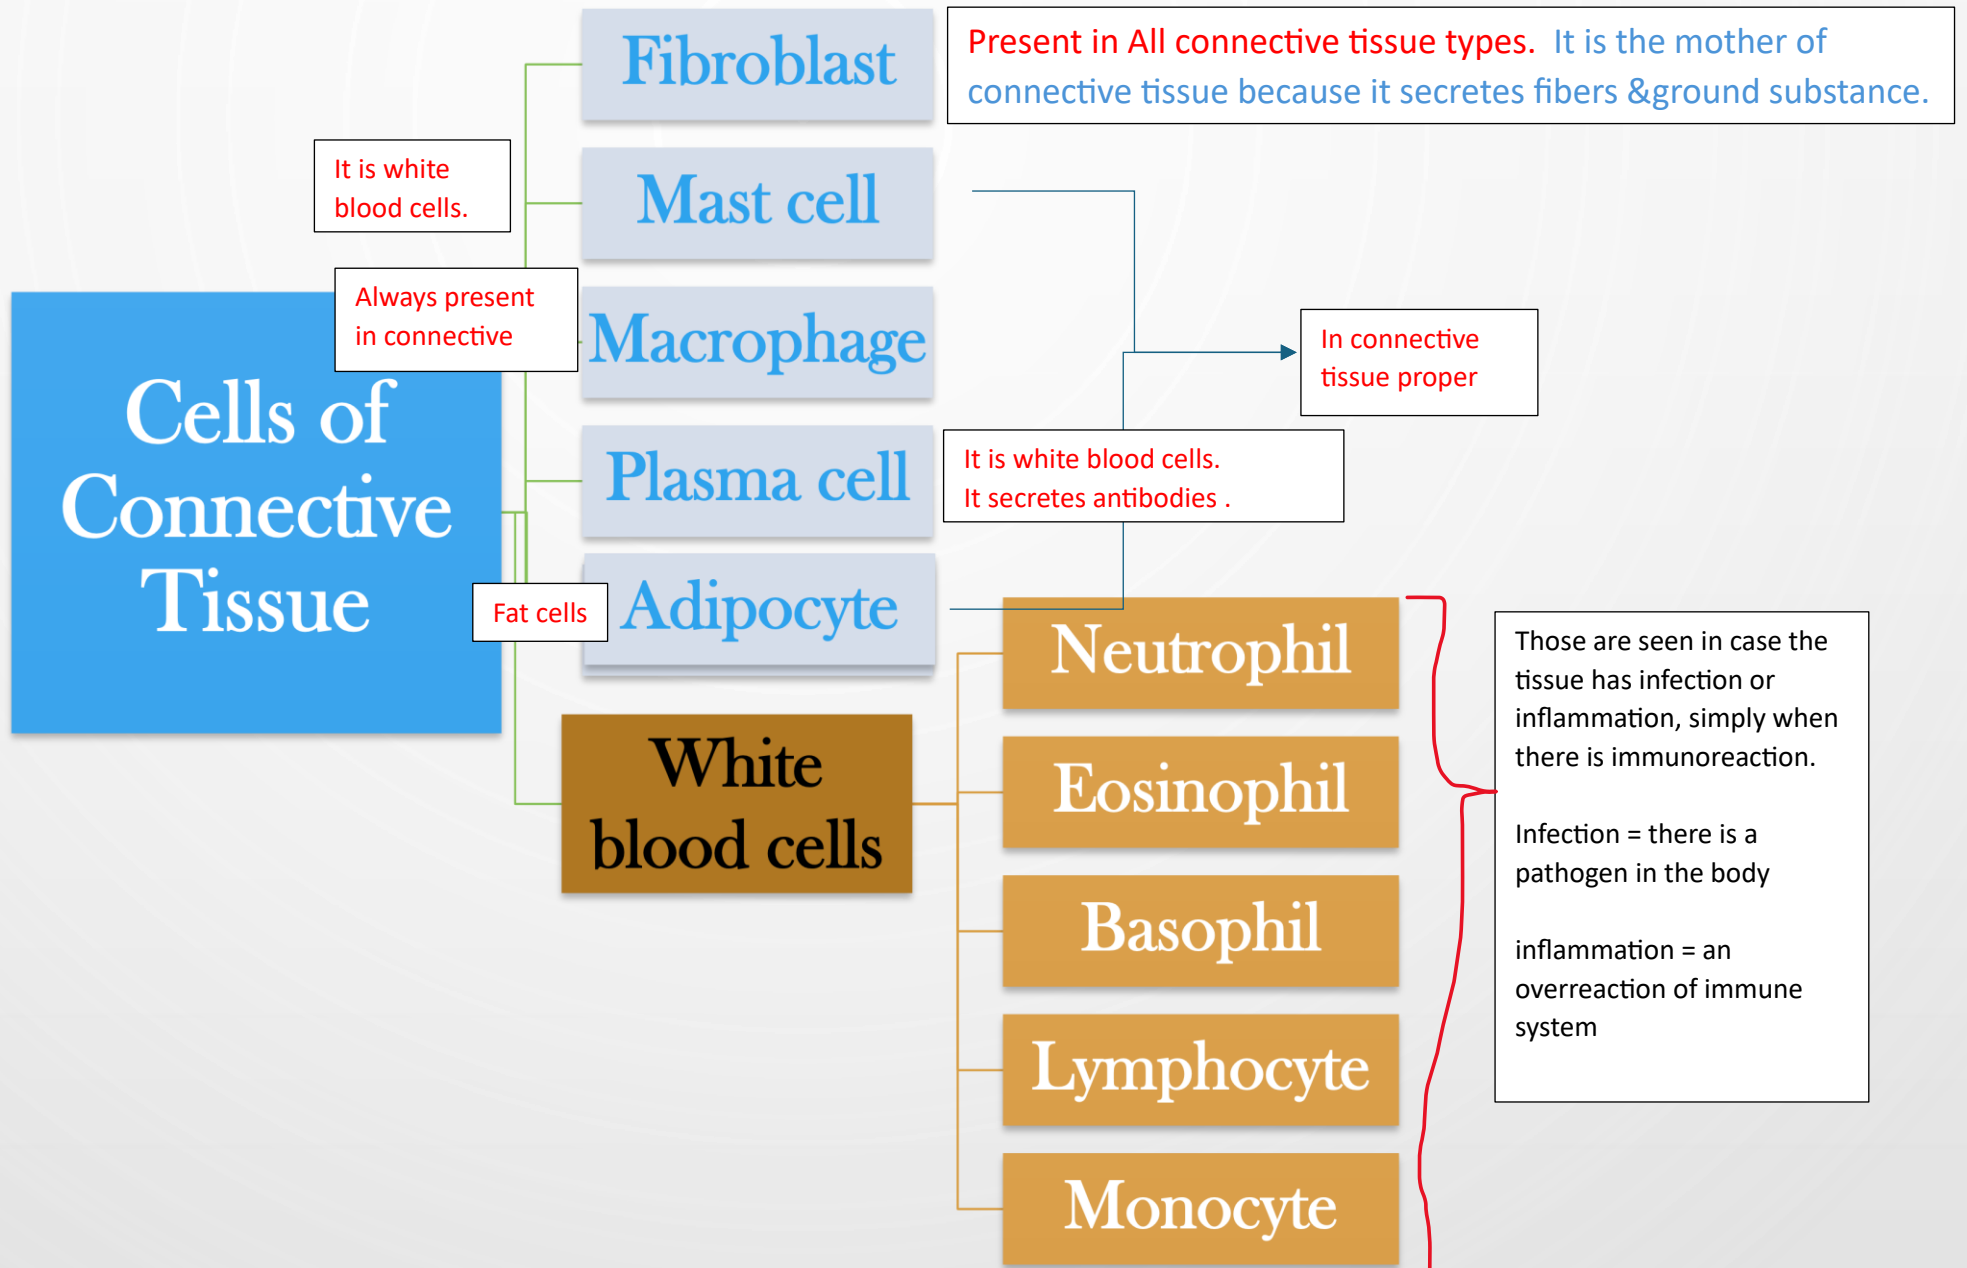 Fibroblast
Present in All connective tissue types. It is the mother of
connective tissue because it secretes fibers &ground substance.
It is white
blood cells.
Mast cell
Always present
in connective
Macrophage
In connective
tissue proper
Cells of
Connective
Tissue
Plasma cell
It is white blood cells.
It secretes antibodies .
Fat cells
Adipocyte
White
blood cells
Neutrophil
Eosinophil
Basophil
Lymphocyte
Monocyte
Those are seen in case the
tissue has infection or
inflammation, simply when
there is immunoreaction.
Infection = there is a
pathogen in the body
inflammation = an
overreaction of immune
system